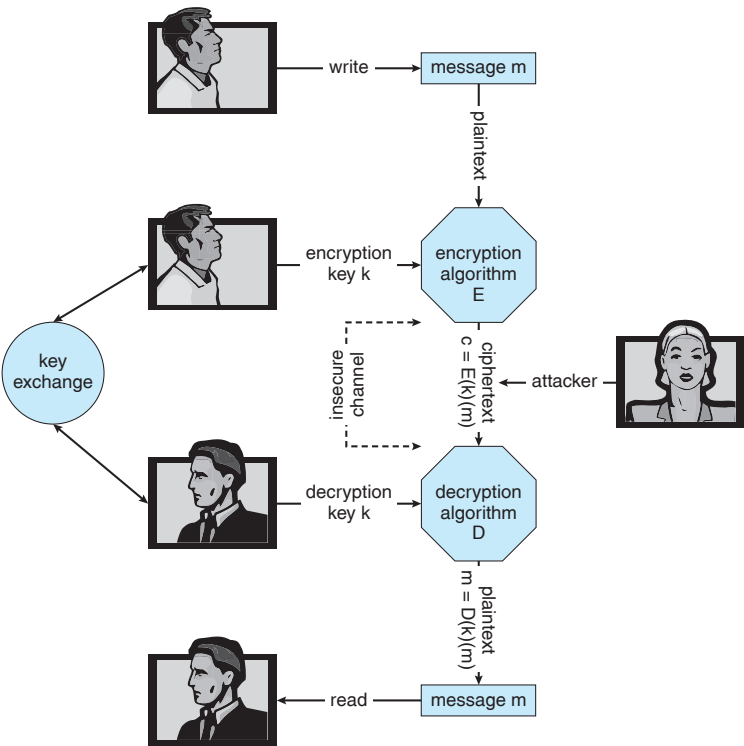 write
message m
plaintext
encryption
key k
encryption
algorithm
E
key
exchange
insecure
channel
ciphertext
c = E(k)(m)
attacker
decryption
key k
decryption
algorithm
D
plaintext
m = D(k)(m)
read
message m